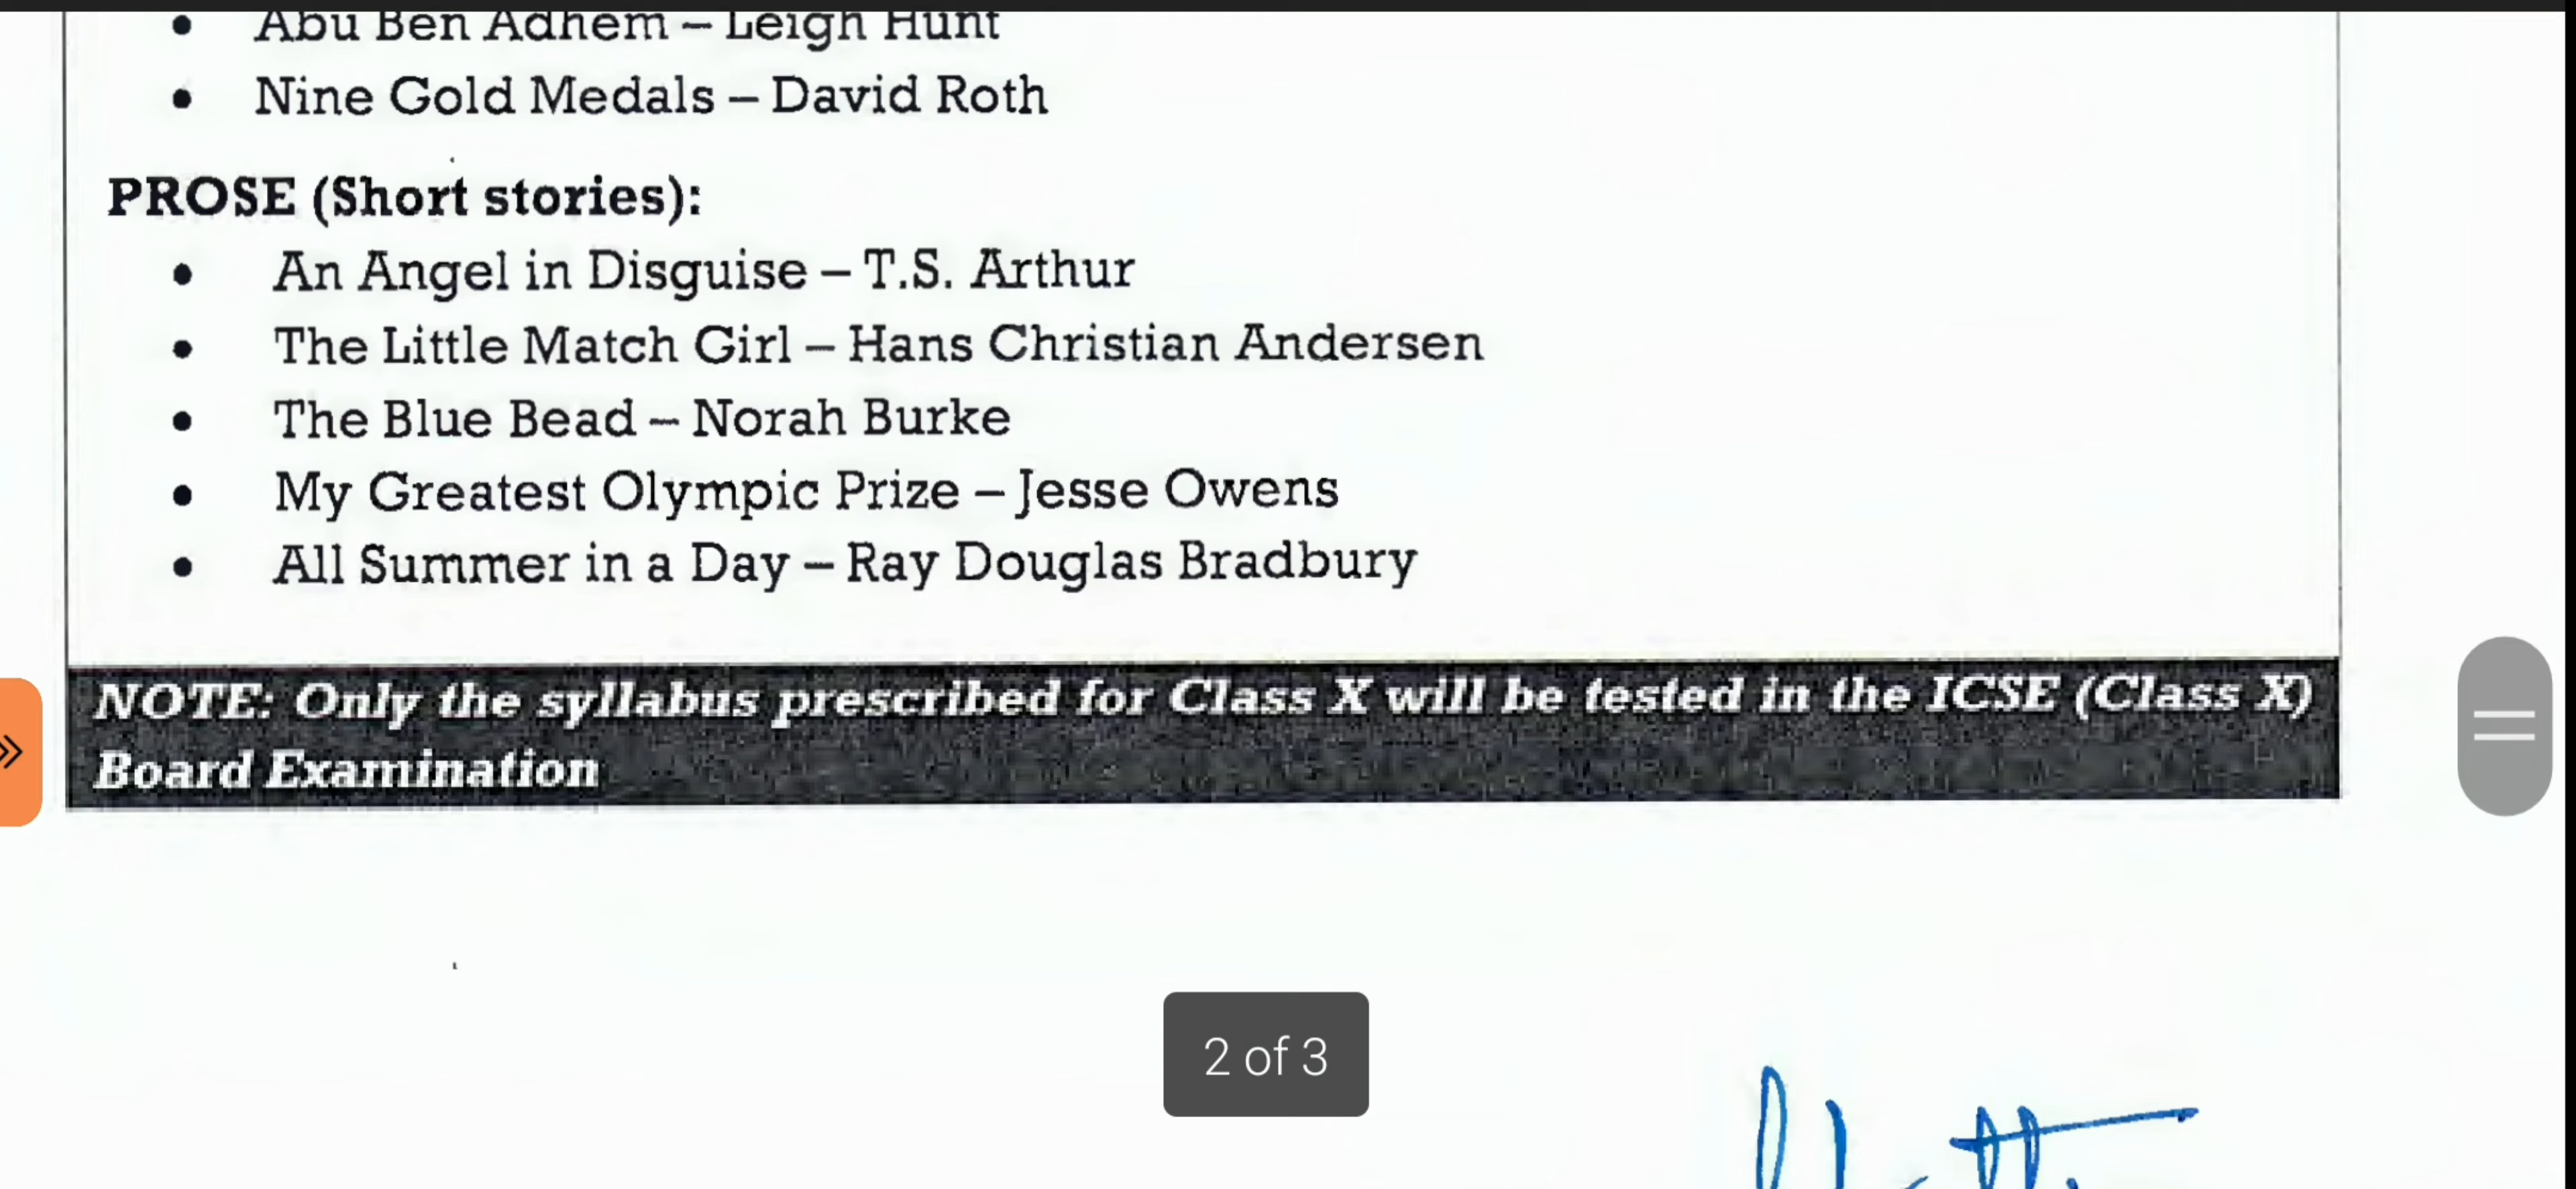 • Abu Ben Adhem – Leigh Hunt
• Nine Gold Medals – David Roth
PROSE (Short stories):
• An Angel in Disguise – T.S. Arthur
• The Little Match Girl – Hans Christian Andersen
• The Blue Bead – Norah Burke
• My Greatest Olympic Prize – Jesse Owens
• All Summer in a Day – Ray Douglas Bradbury
NOTE: Only the syllabus prescribed for Class X will be tested in the ICSE (Class X)
Board Examination
2 of 3